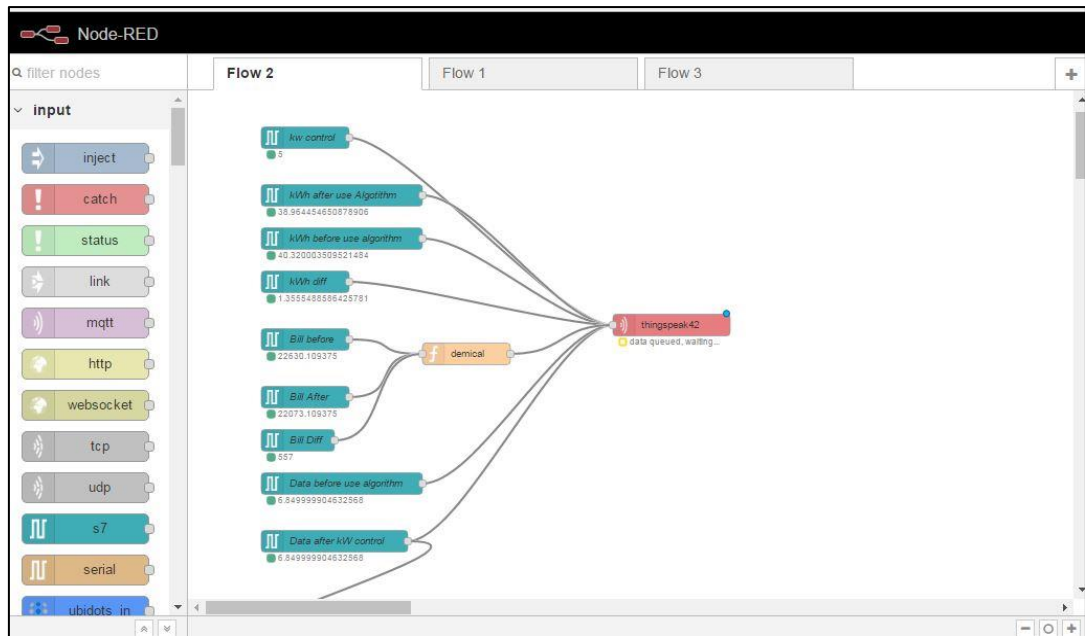 Node-RED
filter nodes
Flow 2
Flow 1
Flow 3
input
inject
catch
status
link
mqtt
http
websocket
tcp
udp
s7
serial
ubidots_in
kw control
5
kWh after use Algorithm
38.964454650878906
kWh before use algorithm
40.320003509521484
kWh diff
1.3555488586425781
Bill before
22630.109375
Bill After
22073.109375
Bill Diff
557
Data before use algorithm
6.849999904632568
Data after kW control
6.849999904632568
demical
thingspeak42
data queued, waiting...